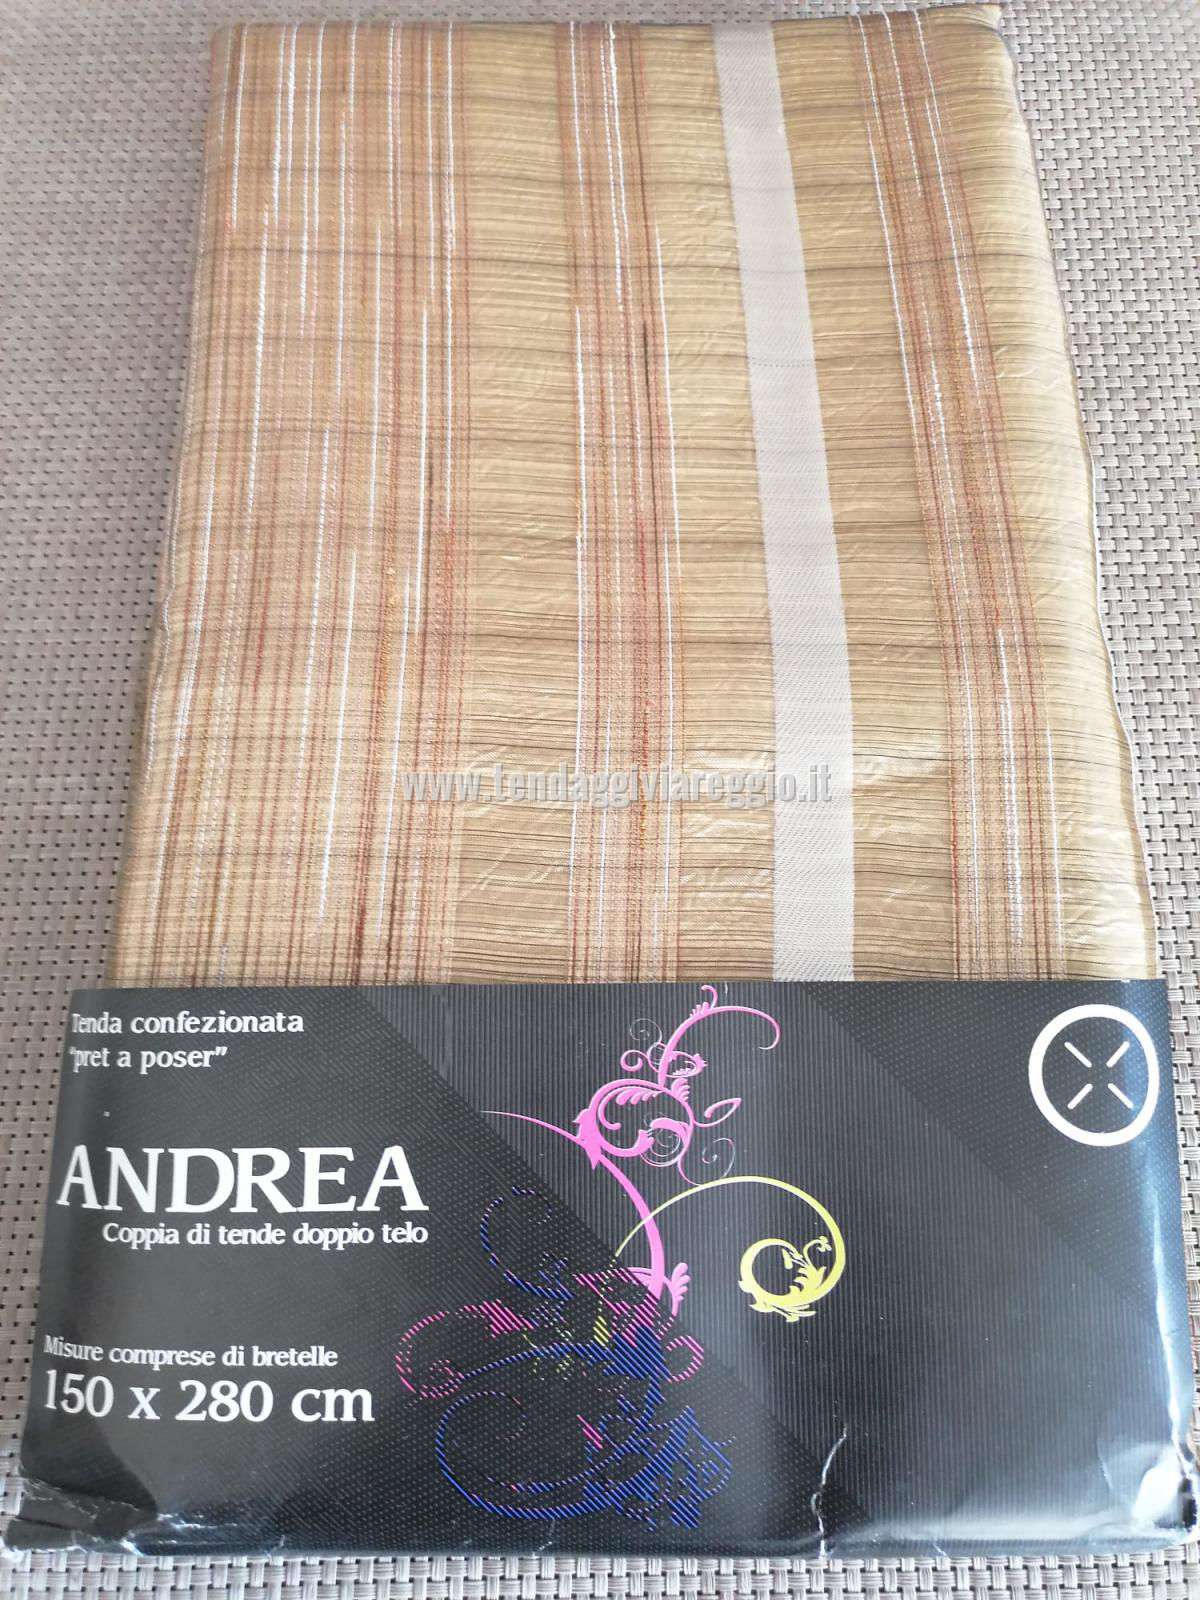 www.tendaggiviareggio.it
Tenda confezionata
"pret a poser"
ANDREA
Coppia di tende doppio telo
Misure comprese di bretelle
150 x 280 cm